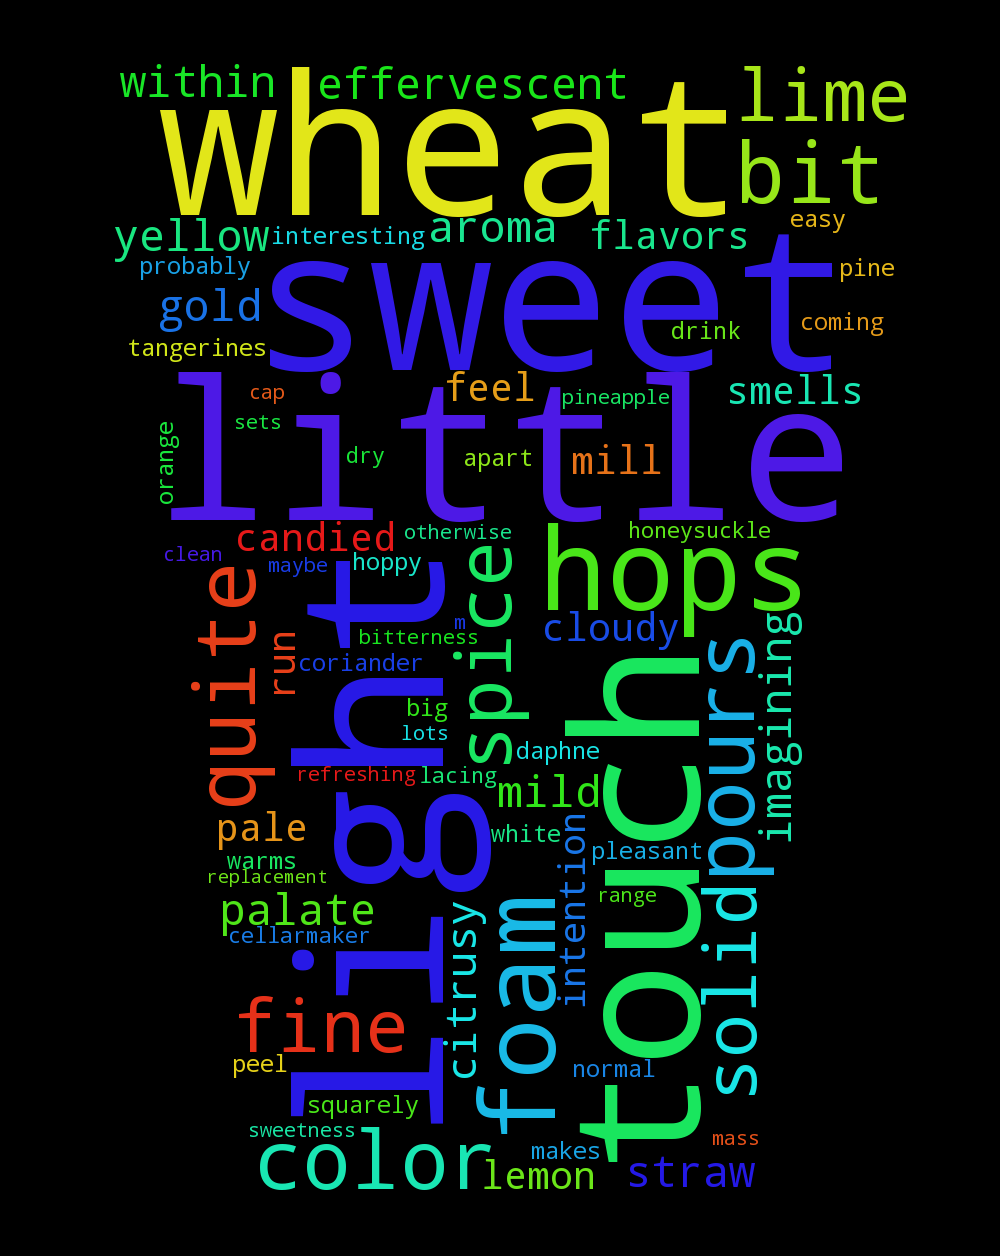 within effervescent lime
wheat
bit
yellow interesting aroma flavors easy
probably sweet pine
gold coming
tangerines drink
cap feel pineapple smells
little
sets
orange dry apart mill
candied otherwise hops honeysuckle
clean maybe hoppy
quite light spice touch
run m cloudy
bitterness pours imagining
coriander
big
lots daphne
refreshing lacing mild
pale white intention pleasant
warms
replacement range
palate foam solid
cellarmaker citrusy
fine
peel normal
squarely
sweetness color makes mass
lemon straw